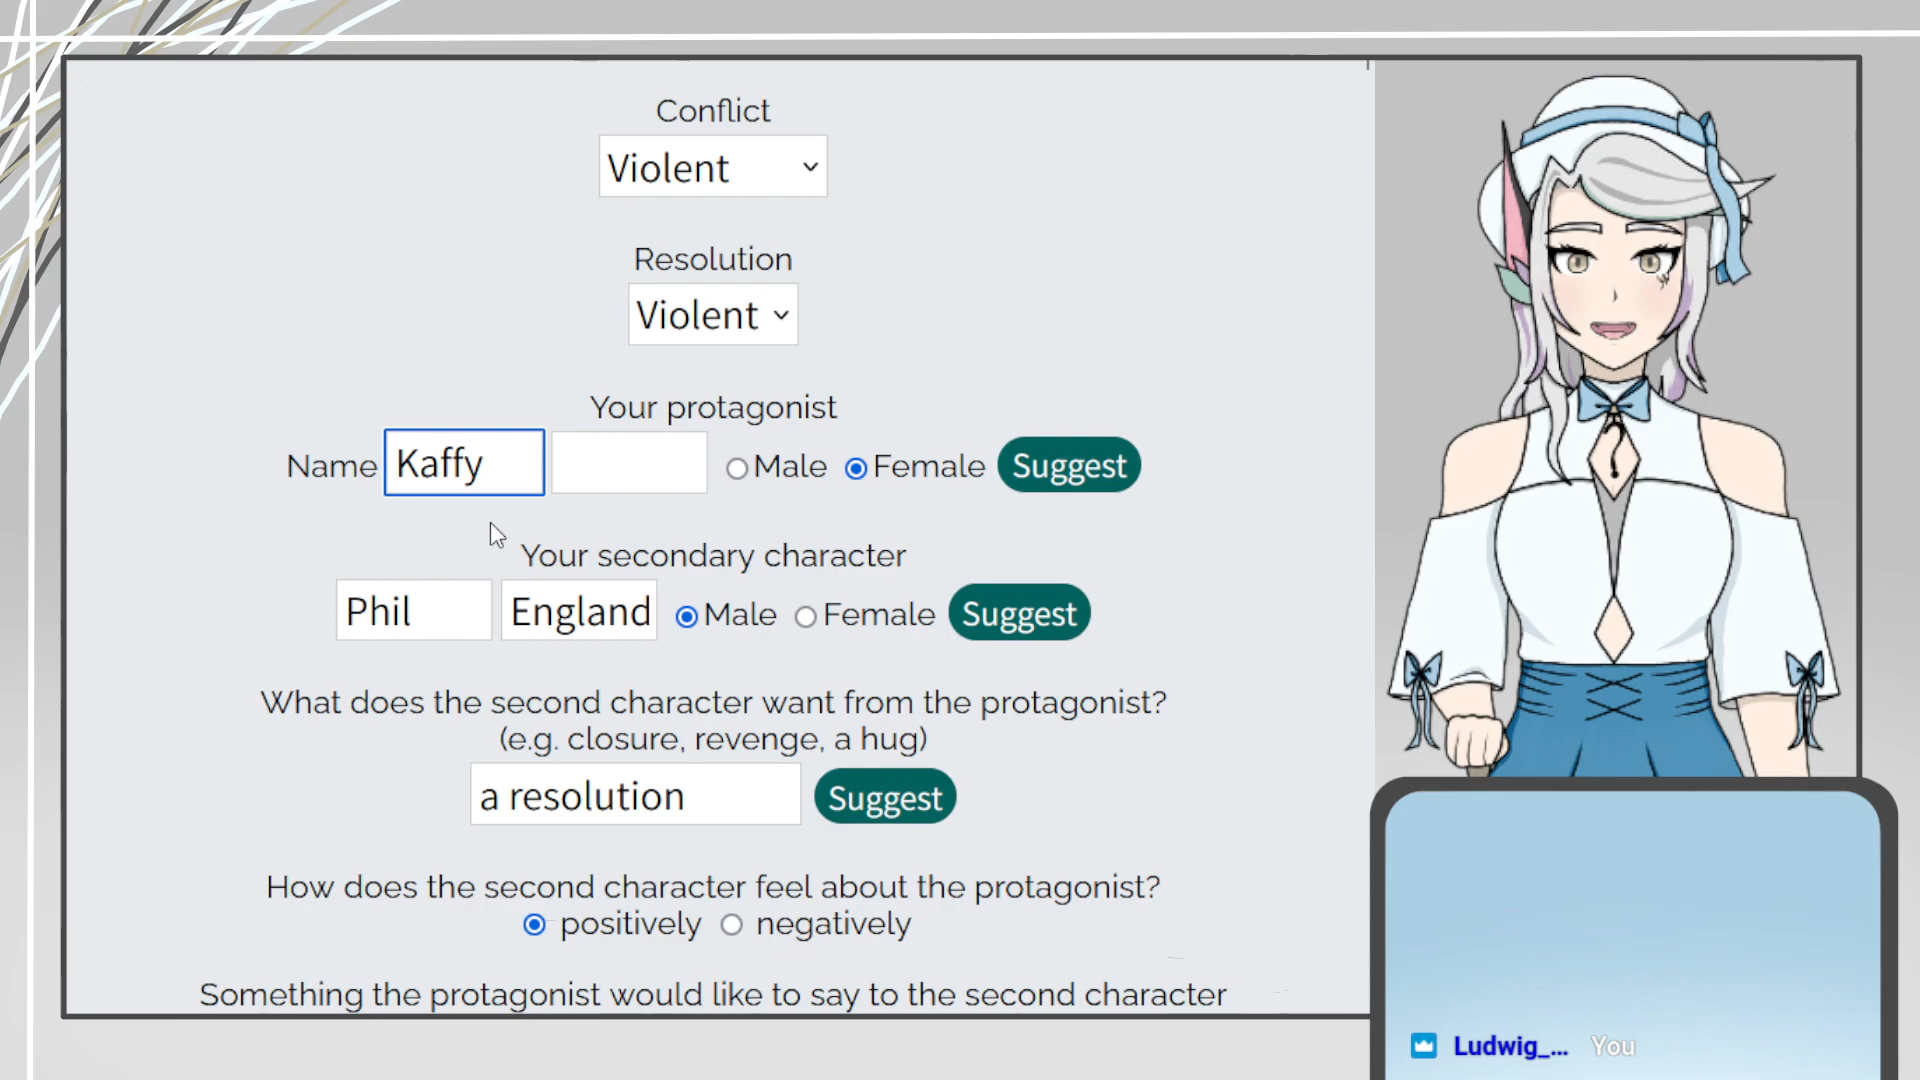 Conflict
Violent
Resolution
Violent
Your protagonist
Name Kaffy Male Female Suggest
Your secondary character
Phil England Male Female Suggest
What does the second character want from the protagonist?
(e.g. closure, revenge, a hug)
a resolution Suggest
How does the second character feel about the protagonist?
positively negatively
Something the protagonist would like to say to the second character
Ludwig_... You